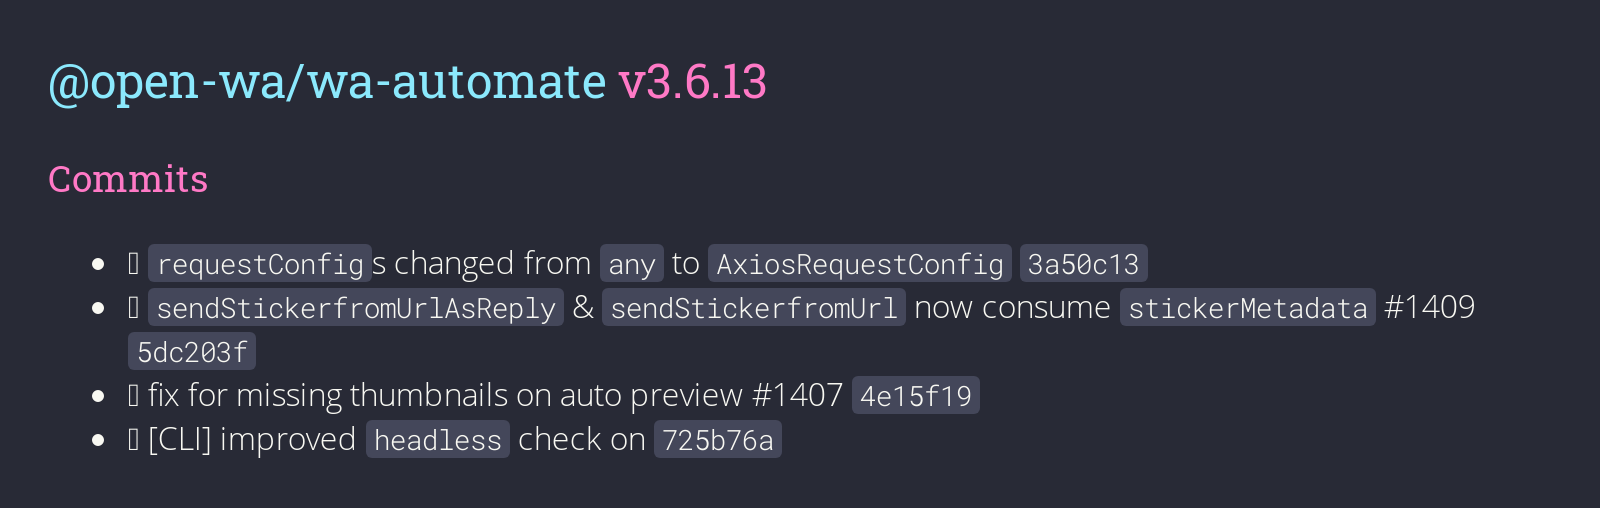 @open-wa/wa-automate v3.6.13
Commits
requestConfigs changed from any to AxiosRequestConfig 3a50c13
sendStickerfromUrlAsReply & sendStickerfromUrl now consume stickerMetadata #1409
5dc203f
fix for missing thumbnails on auto preview #1407 4e15f19
[CLI] improved headless check on 725b76a